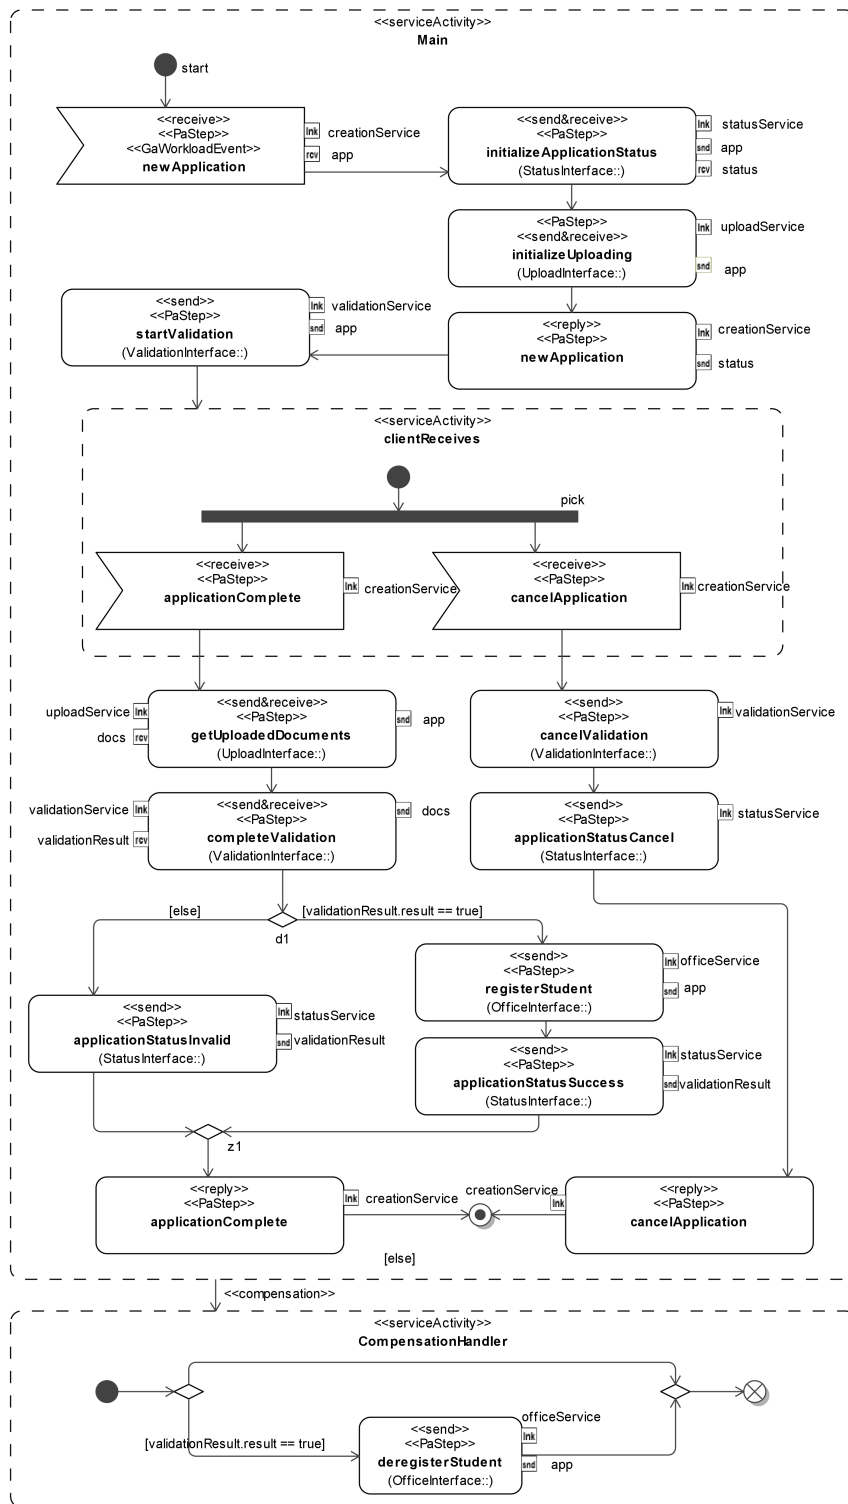 <<serviceActivity>>
Main
start
<<receive>>
<<PaStep>>
<<GaWorkloadEvent>>
newApplication
lnk
creationService
rcv
app
<<send&receive>>
<<PaStep>>
initializeApplicationStatus
(StatusInterface::)
lnk
statusService
snd
app
rcv
status
<<PaStep>>
<<send&receive>>
initializeUploading
(UploadInterface::)
lnk
uploadService
snd
app
<<send>>
<<PaStep>>
startValidation
(ValidationInterface::)
lnk
validationService
snd
app
<<reply>>
<<PaStep>>
newApplication
lnk
creationService
snd
status
<<serviceActivity>>
clientReceives
pick
<<receive>>
<<PaStep>>
applicationComplete
lnk
creationService
<<receive>>
<<PaStep>>
cancelApplication
lnk
creationService
uploadService
lnk
docs
rcv
<<send&receive>>
<<PaStep>>
getUploadedDocuments
(UploadInterface::)
snd
app
<<send>>
<<PaStep>>
cancelValidation
(ValidationInterface::)
lnk
validationService
validationService
lnk
validationResult
rcv
<<send&receive>>
<<PaStep>>
completeValidation
(ValidationInterface::)
snd
docs
<<send>>
<<PaStep>>
applicationStatusCancel
(StatusInterface::)
lnk
statusService
[else]
[validationResult.result == true]
d1
<<send>>
<<PaStep>>
registerStudent
(OfficeInterface::)
lnk
officeService
snd
app
<<send>>
<<PaStep>>
applicationStatusInvalid
(StatusInterface::)
lnk
statusService
snd
validationResult
<<send>>
<<PaStep>>
applicationStatusSuccess
(StatusInterface::)
lnk
statusService
snd
validationResult
z1
<<reply>>
<<PaStep>>
applicationComplete
lnk
creationService
creationService
lnk
<<reply>>
<<PaStep>>
cancelApplication
[else]
<<compensation>>
<<serviceActivity>>
CompensationHandler
[validationResult.result == true]
<<send>>
<<PaStep>>
deregisterStudent
(OfficeInterface::)
officeService
lnk
snd
app